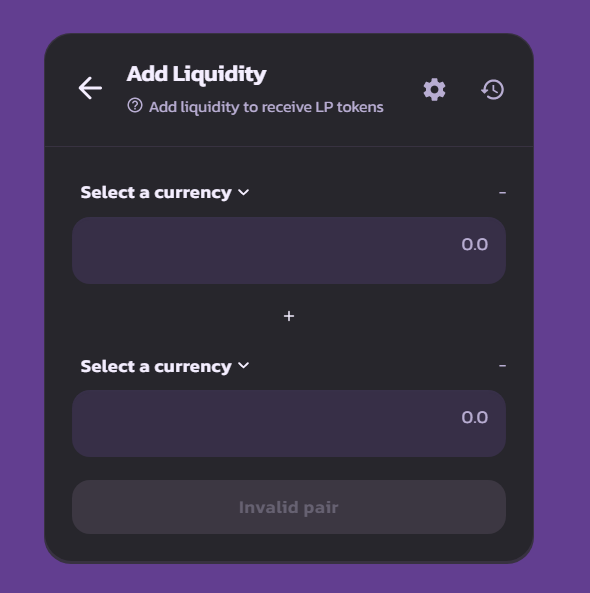 Add Liquidity
Add liquidity to receive LP tokens
Select a currency -
0.0
+
Select a currency -
0.0
Invalid pair